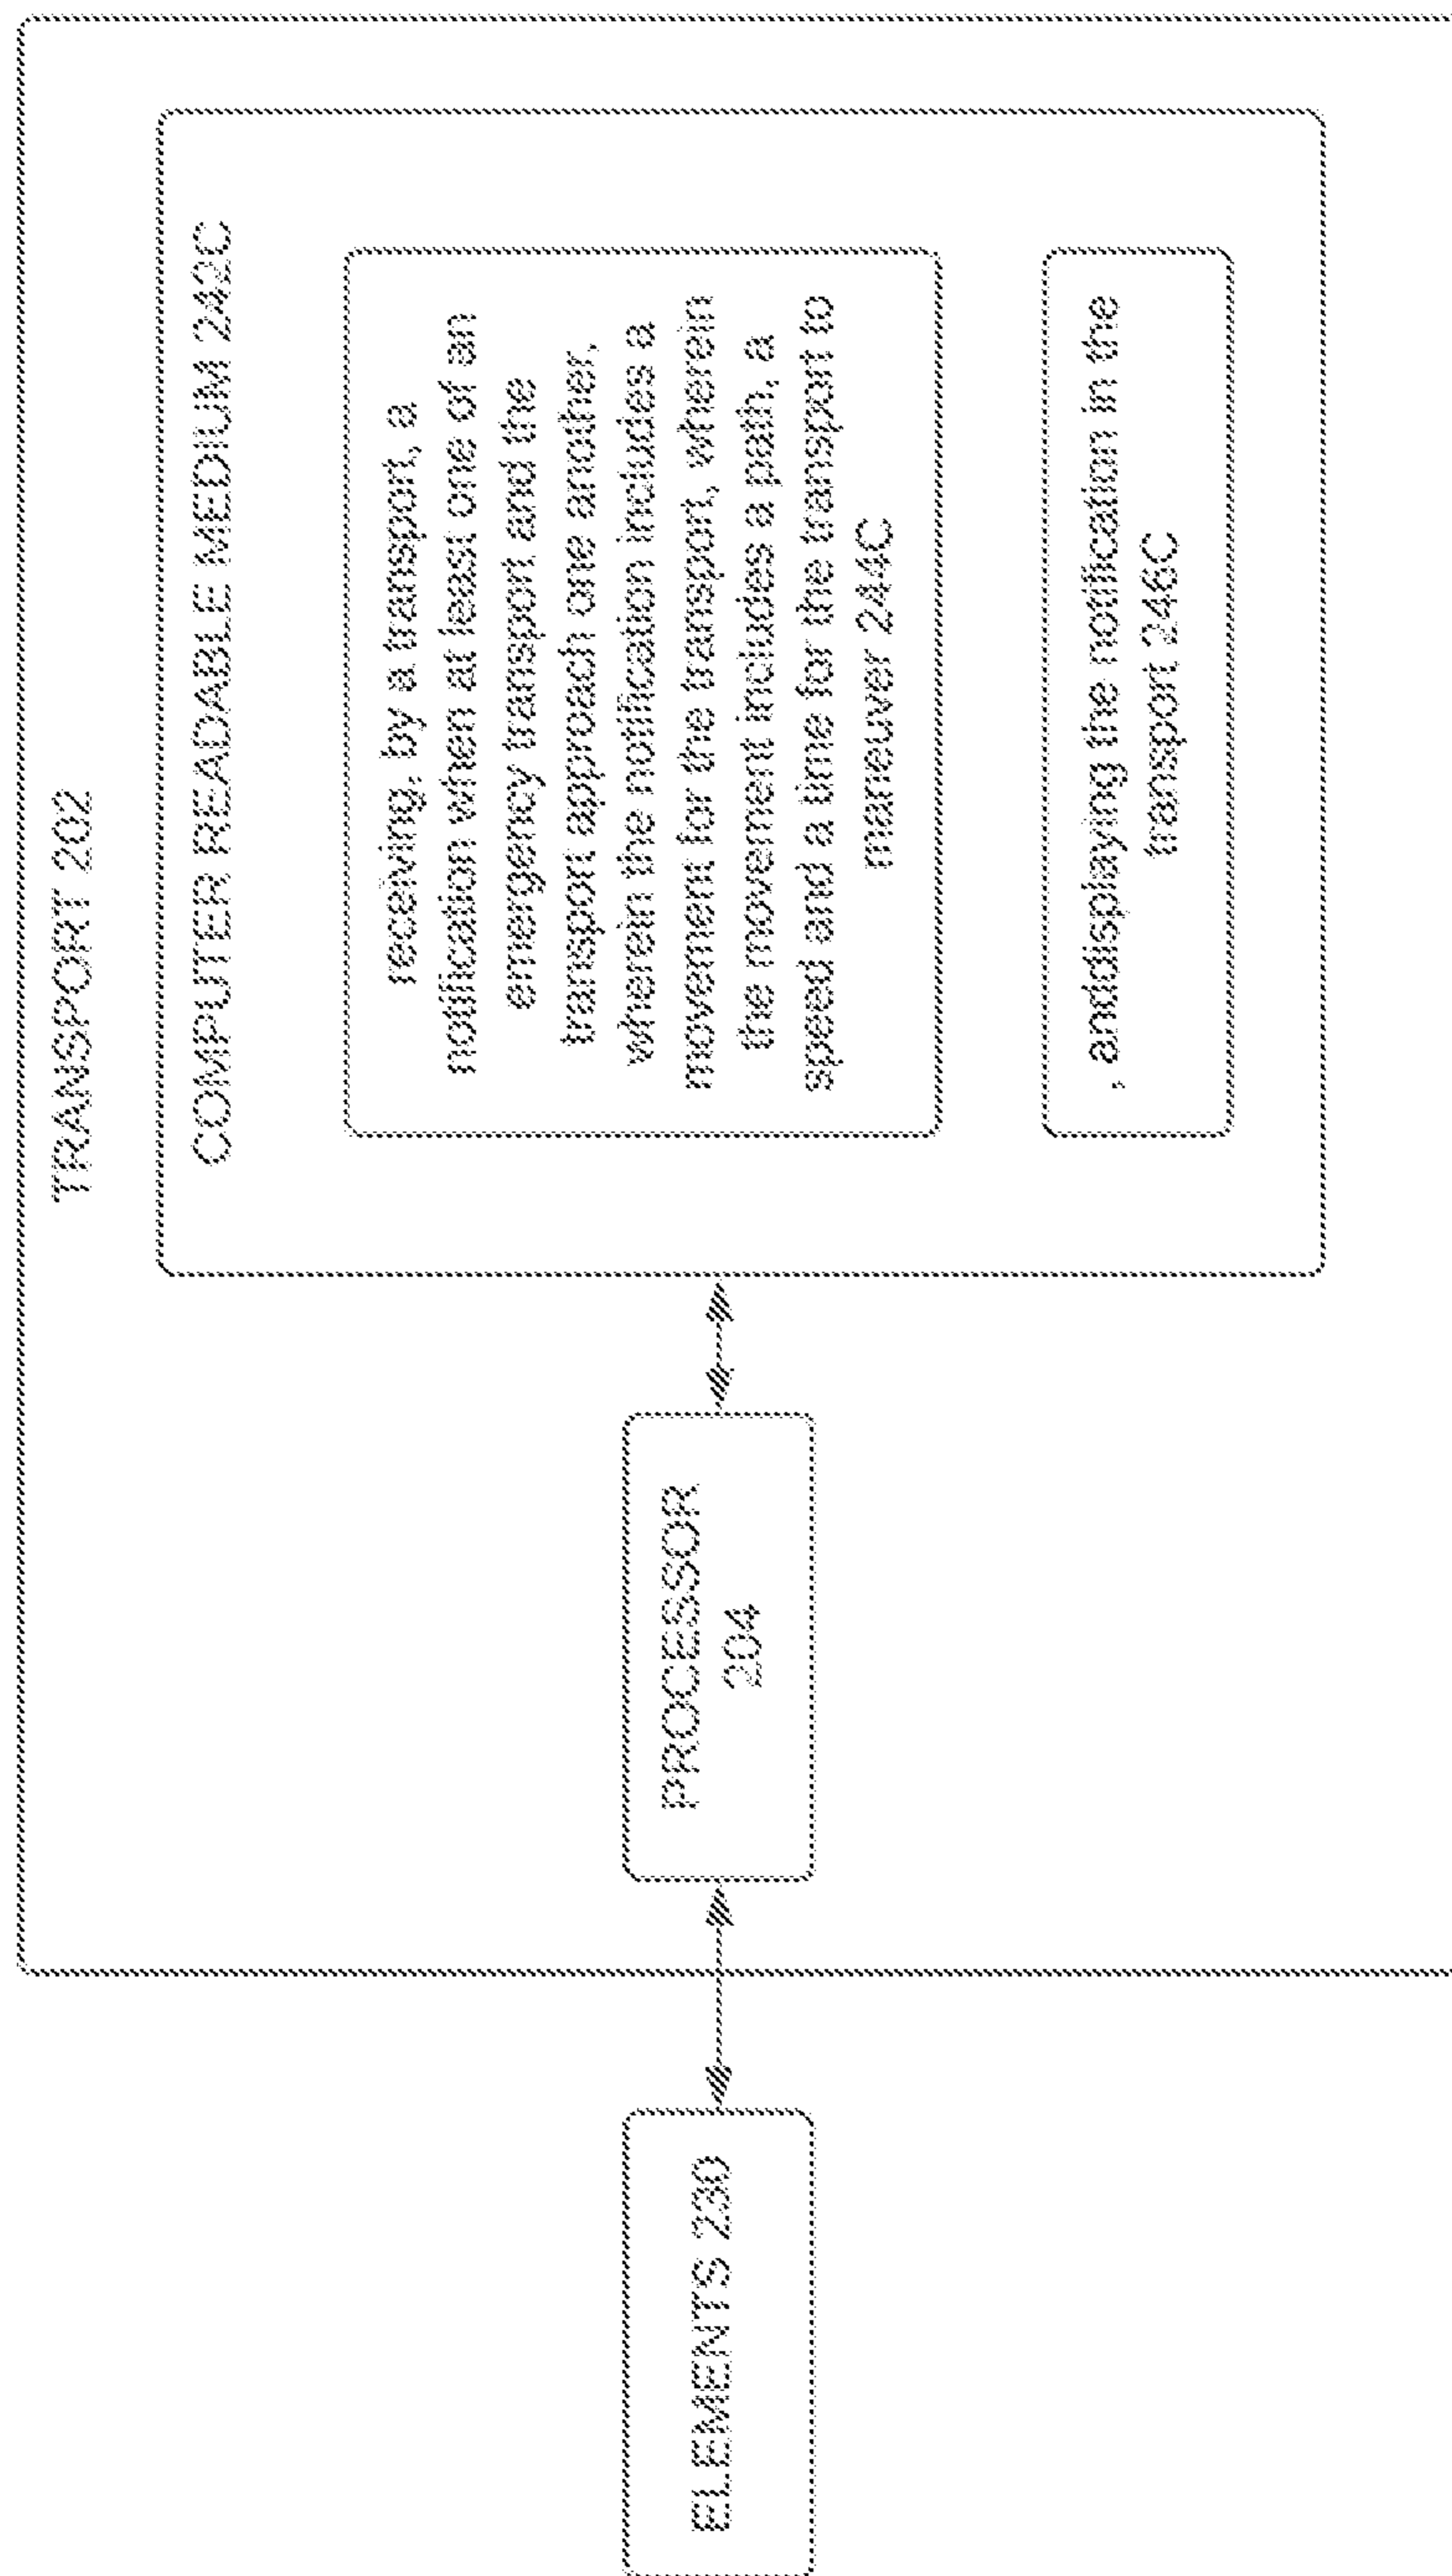 TRANSPORT 202
COMPUTER READABLE MEDIUM 242C
receiving, by a transport, a
notification when at least one of an
emergency transport and the
transport approach one another,
wherein the notification includes a
movement for the transport, wherein
the movement includes a path, a
speed and a time for the transport to
maneuver 244C
, anddisplaying the notification in the
transport 246C
PROCESSOR
204
ELEMENTS 230